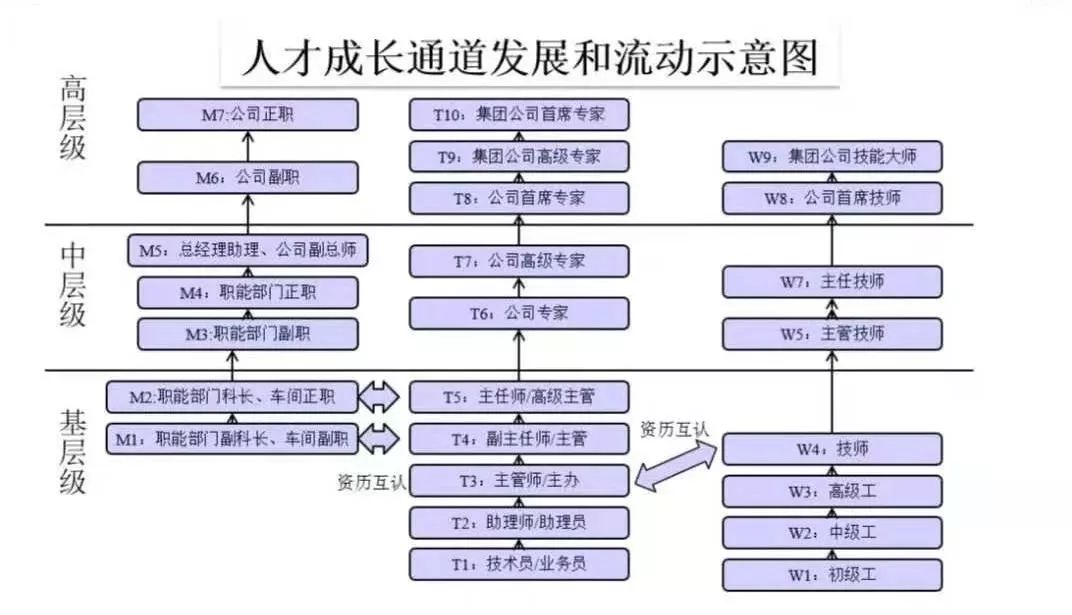 人才成长通道发展和流动示意图
高层级
M7:公司正职
M6：公司副职
T10：集团公司首席专家
T9：集团公司高级专家
T8：公司首席专家
W9：集团公司技能大师
W8：公司首席技师
中层级
M5：总经理助理、公司副总师
M4：职能部门正职
M3:职能部门副职
T7：公司高级专家
T6：公司专家
W7：主任技师
W5：主管技师
基层级
M2:职能部门科长、车间正职
M1：职能部门副科长、车间副职
资历互认
T5：主任师/高级主管
T4：副主任师/主管
T3：主管师/主办
T2：助理师/助理员
T1：技术员/业务员
资历互认
W4：技师
W3：高级工
W2：中级工
W1：初级工